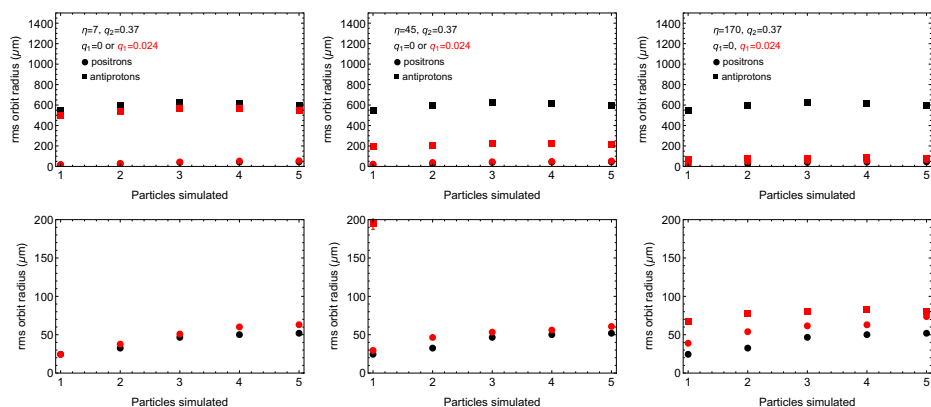 η=7, q2=0.37
q1=0 or q1=0.024
positrons
antiprotons
rms orbit radius (μm)
1400
1200
1000
800
600
400
200
0
1 2 3 4 5
Particles simulated
η=45, q2=0.37
q1=0 or q1=0.024
positrons
antiprotons
rms orbit radius (μm)
1400
1200
1000
800
600
400
200
0
1 2 3 4 5
Particles simulated
η=170, q2=0.37
q1=0, q1=0.024
positrons
antiprotons
rms orbit radius (μm)
1400
1200
1000
800
600
400
200
0
1 2 3 4 5
Particles simulated
rms orbit radius (μm)
200
150
100
50
0
1 2 3 4 5
Particles simulated
rms orbit radius (μm)
200
150
100
50
0
1 2 3 4 5
Particles simulated
rms orbit radius (μm)
200
150
100
50
0
1 2 3 4 5
Particles simulated